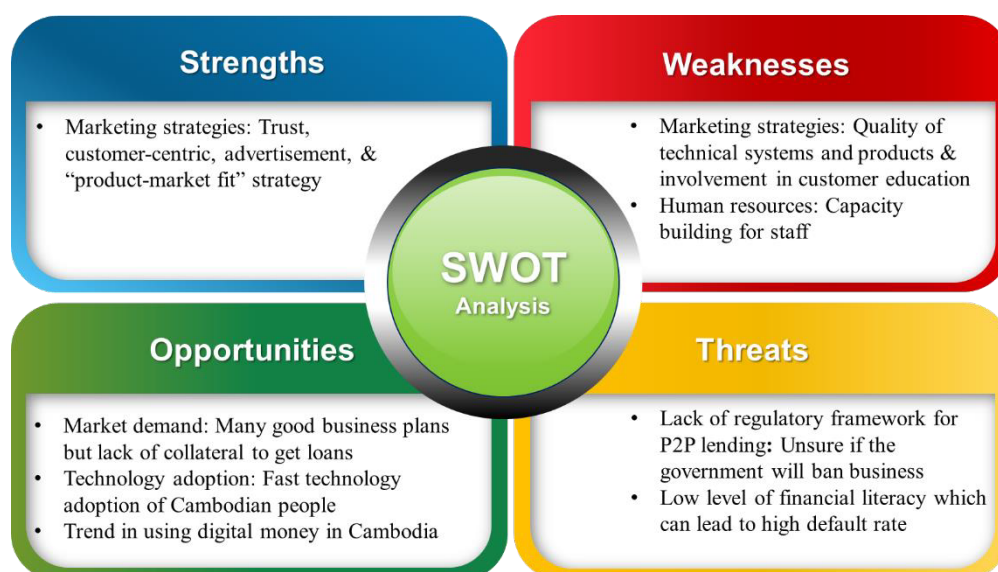 Strengths
• Marketing strategies: Trust,
customer-centric, advertisement, &
“product-market fit” strategy
Weaknesses
• Marketing strategies: Quality of
technical systems and products &
involvement in customer education
• Human resources: Capacity
building for staff
SWOT
Analysis
Opportunities
• Market demand: Many good business plans
but lack of collateral to get loans
• Technology adoption: Fast technology
adoption of Cambodian people
• Trend in using digital money in Cambodia
Threats
• Lack of regulatory framework for
P2P lending: Unsure if the
government will ban business
• Low level of financial literacy which
can lead to high default rate